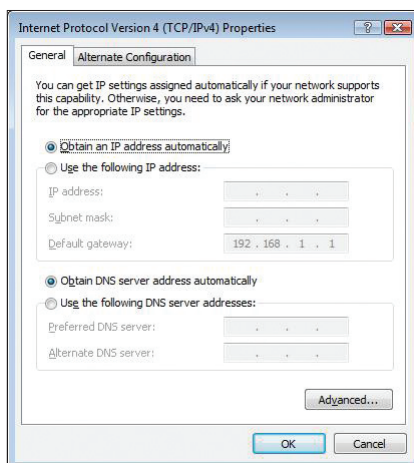 Internet Protocol Version 4 (TCP/IPv4) Properties
General
Alternate Configuration
You can get IP settings assigned automatically if your network supports
this capability. Otherwise, you need to ask your network administrator
for the appropriate IP settings.
Obtain an IP address automatically
Use the following IP address:
IP address: . . .
Subnet mask: . . .
Default gateway: 192 . 168 . 1 . 1
Obtain DNS server address automatically
Use the following DNS server addresses:
Preferred DNS server: . . .
Alternate DNS server: . . .
Advanced...
OK Cancel